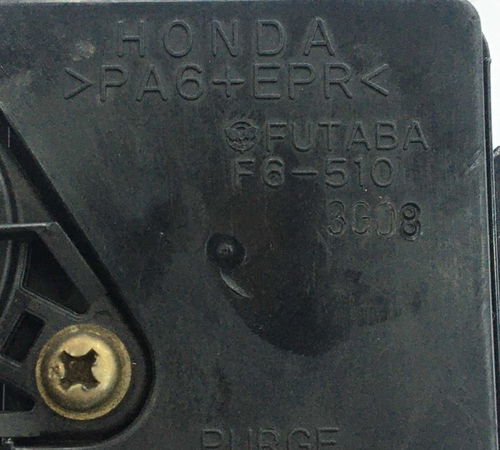 HONDA
>PA6+EPR<
FUTABA
F6-510
3G08
PURGE